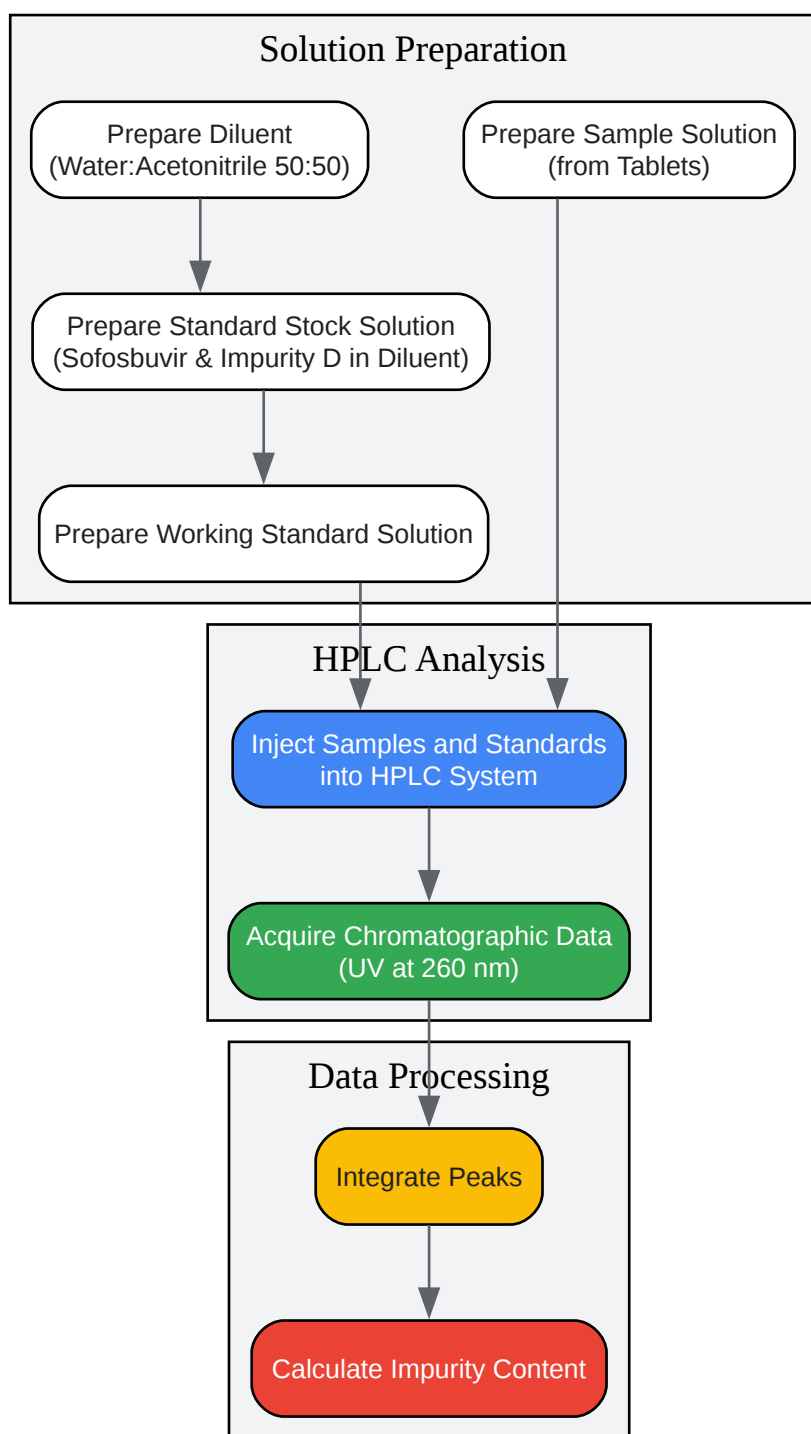 Solution Preparation
Prepare Diluent
(Water:Acetonitrile 50:50)
Prepare Sample Solution
(from Tablets)
Prepare Standard Stock Solution
(Sofosbuvir & Impurity D in Diluent)
Prepare Working Standard Solution
HPLC Analysis
Inject Samples and Standards
into HPLC System
Acquire Chromatographic Data
(UV at 260 nm)
Data Processing
Integrate Peaks
Calculate Impurity Content